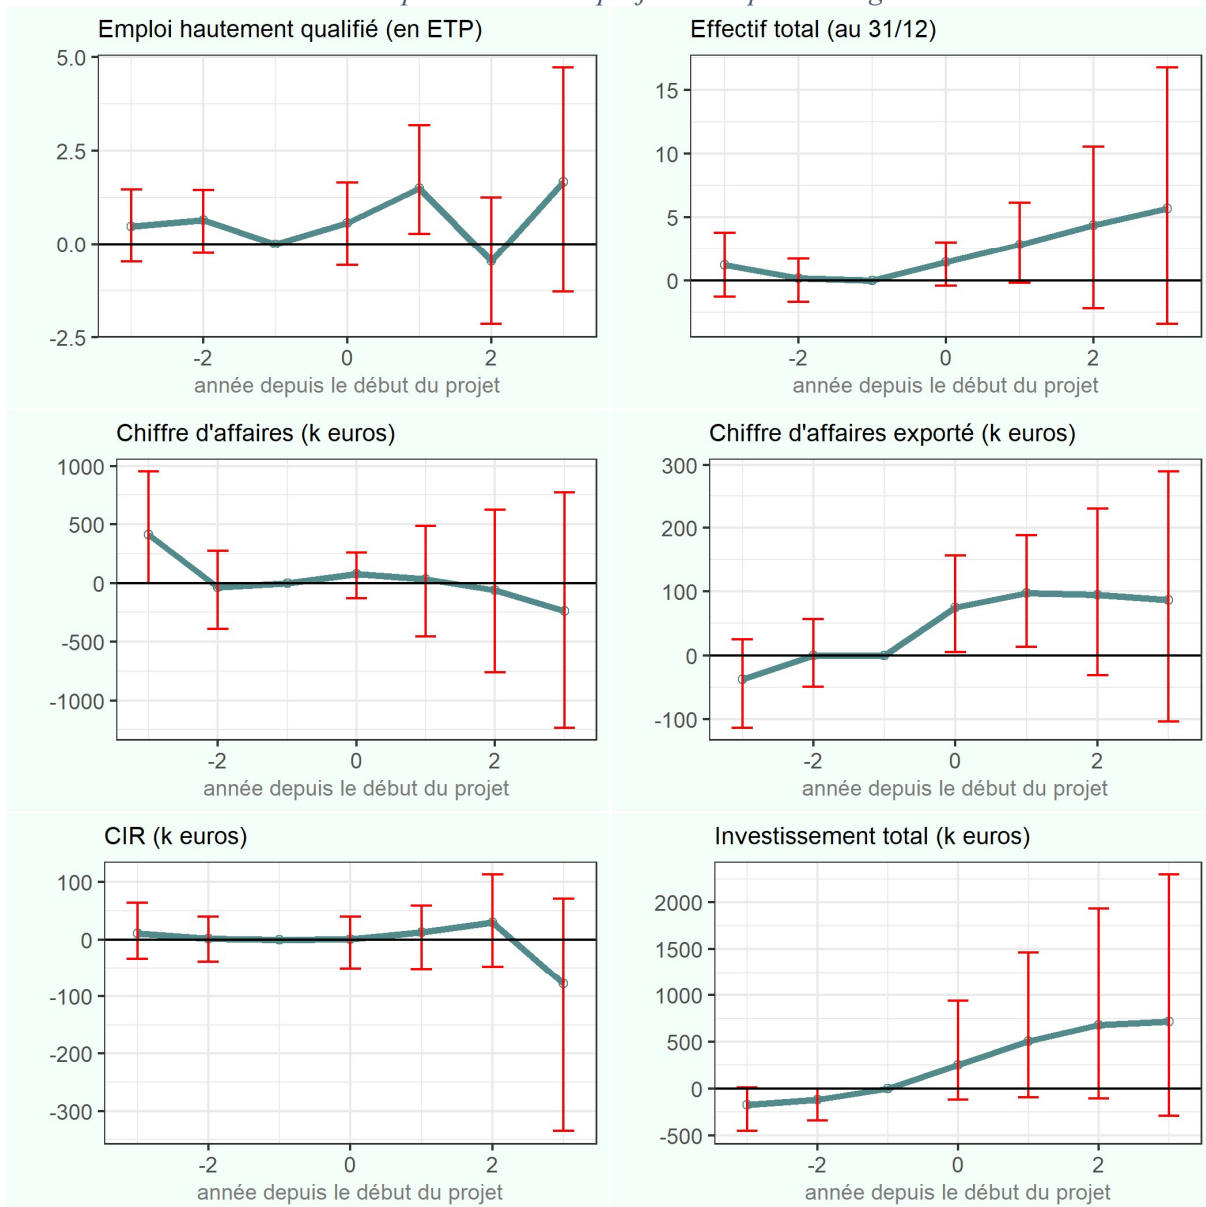 Emploi hautement qualifié (en ETP)
5.0
2.5
0.0
-2.5
-2 0 2
année depuis le début du projet
Effectif total (au 31/12)
15
10
5
0
-2 0 2
année depuis le début du projet
Chiffre d'affaires (k euros)
1000
500
0
-500
-1000
-2 0 2
année depuis le début du projet
Chiffre d'affaires exporté (k euros)
300
200
100
0
-100
-2 0 2
année depuis le début du projet
CIR (k euros)
100
0
-100
-200
-300
-2 0 2
année depuis le début du projet
Investissement total (k euros)
2000
1500
1000
500
0
-500
-2 0 2
année depuis le début du projet